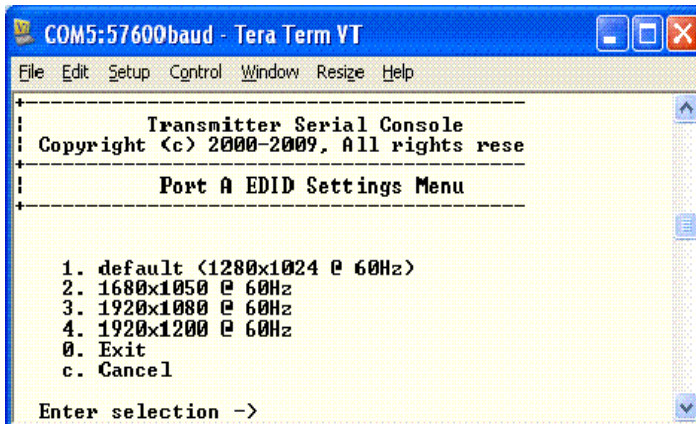 COM5:57600baud - Tera Term VT
File Edit Setup Control Window Resize Help
Transmitter Serial Console
Copyright (c) 2000-2009, All rights rese
Port A EDID Settings Menu
1. default (1280x1024 @ 60Hz)
2. 1680x1050 @ 60Hz
3. 1920x1080 @ 60Hz
4. 1920x1200 @ 60Hz
0. Exit
c. Cancel
Enter selection ->